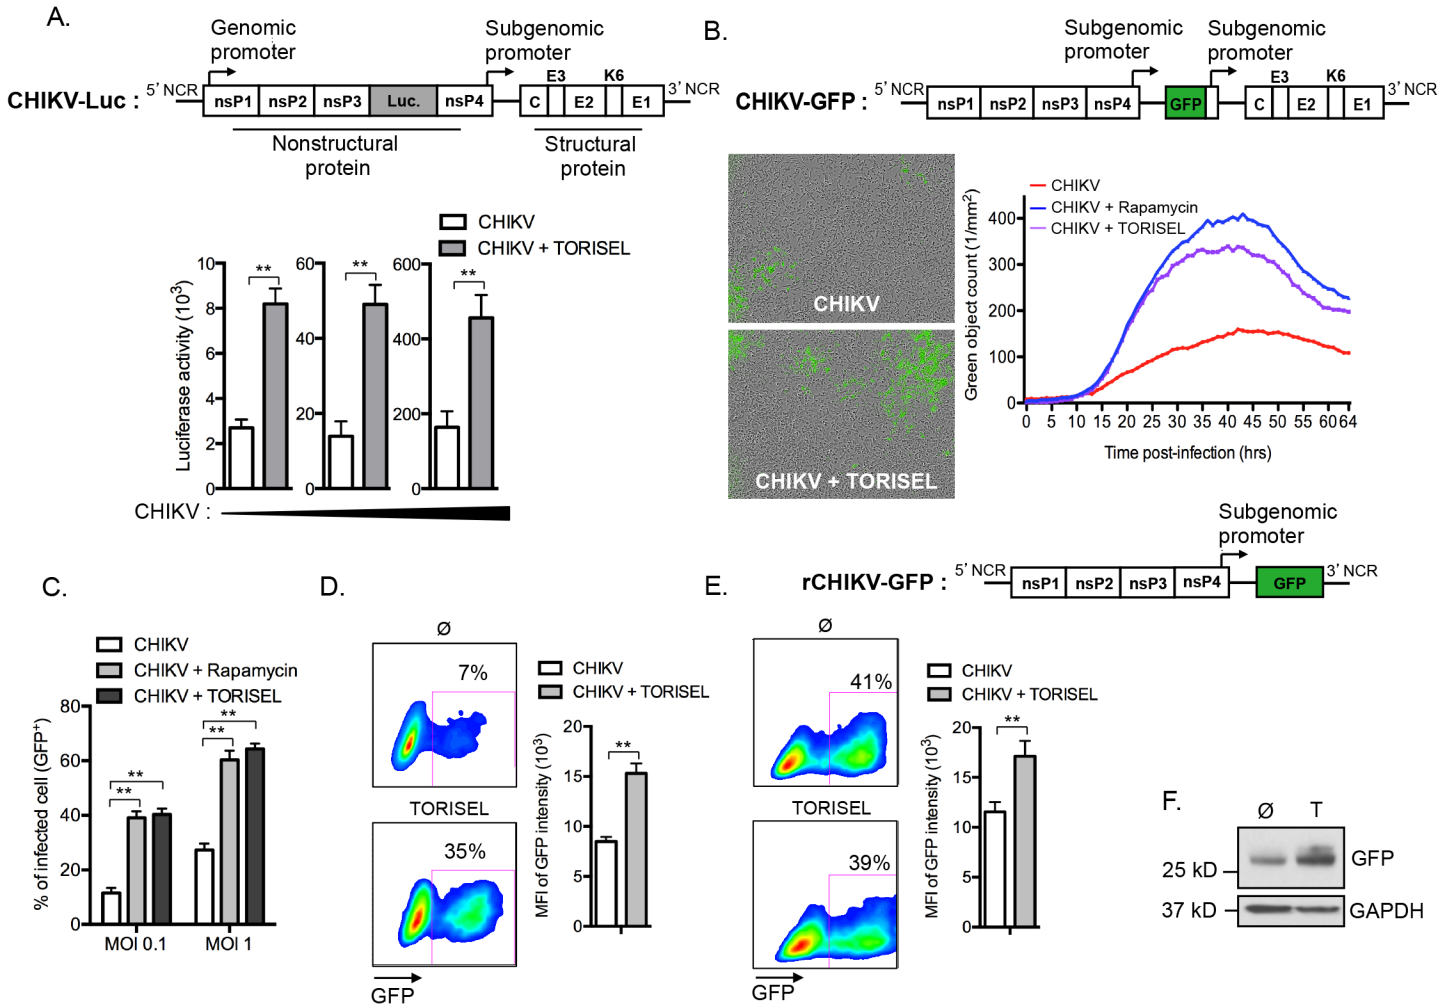 A.
Genomic
promoter
Subgenomic
promoter
CHIKV-Luc :
5' NCR
nsP1
nsP2
nsP3
Luc.
nsP4
C
E3
E2
K6
E1
3' NCR
Nonstructural
protein
Structural
protein
CHIKV
CHIKV + TORISEL
Luciferase activity (10³)
10
8
6
4
2
0
**
60
40
20
0
**
600
400
200
0
**
CHIKV :
B.
Subgenomic
promoter
Subgenomic
promoter
CHIKV-GFP :
5' NCR
nsP1
nsP2
nsP3
nsP4
GFP
C
E3
E2
K6
E1
3' NCR
CHIKV
CHIKV + TORISEL
Green object count (1/mm²)
CHIKV
CHIKV + Rapamycin
CHIKV + TORISEL
400
300
200
100
0
0 5 10 15 20 25 30 35 40 45 50 55 60 64
Time post-infection (hrs)
C.
CHIKV
CHIKV + Rapamycin
CHIKV + TORISEL
% of infected cell (GFP⁺)
80
60
40
20
0
**
**
**
**
MOI 0.1
MOI 1
D.
Ø
7%
TORISEL
35%
GFP
CHIKV
CHIKV + TORISEL
MFI of GFP intensity (10³)
20
15
10
5
0
**
E.
Subgenomic
promoter
rCHIKV-GFP :
5' NCR
nsP1
nsP2
nsP3
nsP4
GFP
3' NCR
Ø
41%
TORISEL
39%
GFP
CHIKV
CHIKV + TORISEL
MFI of GFP intensity (10³)
20
15
10
5
0
**
F.
Ø T
25 kD
GFP
37 kD
GAPDH